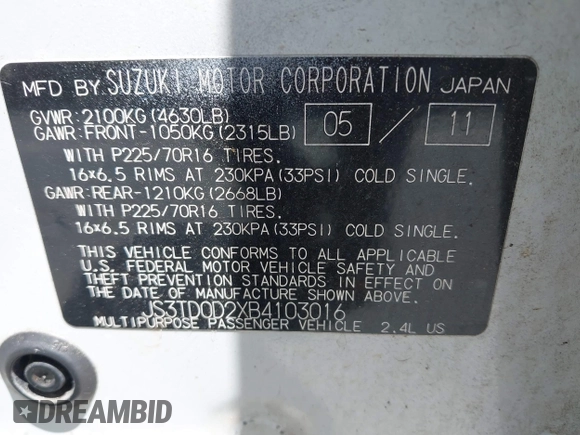 MFD BY SUZUKI MOTOR CORPORATION JAPAN
GVWR:2100KG(4630LB)
GAWR:FRONT-1050KG(2315LB) 05 / 11
WITH P225/70R16 TIRES.
16x6.5 RIMS AT 230KPA(33PSI) COLD SINGLE.
GAWR:REAR-1210KG(2668LB)
WITH P225/70R16 TIRES.
16x6.5 RIMS AT 230KPA(33PSI) COLD SINGLE.
THIS VEHICLE CONFORMS TO ALL APPLICABLE
U.S. FEDERAL MOTOR VEHICLE SAFETY AND
THEFT PREVENTION STANDARDS IN EFFECT ON
THE DATE OF MANUFACTURE SHOWN ABOVE.
JS3TD0D2XB4103016
MULTIPURPOSE PASSENGER VEHICLE 2.4L US
DREAMBID